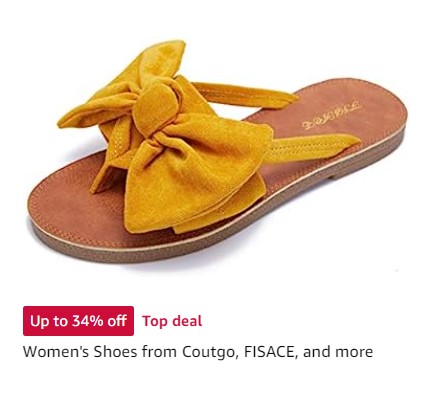 Up to 34% off Top deal
Women's Shoes from Coutgo, FISACE, and more